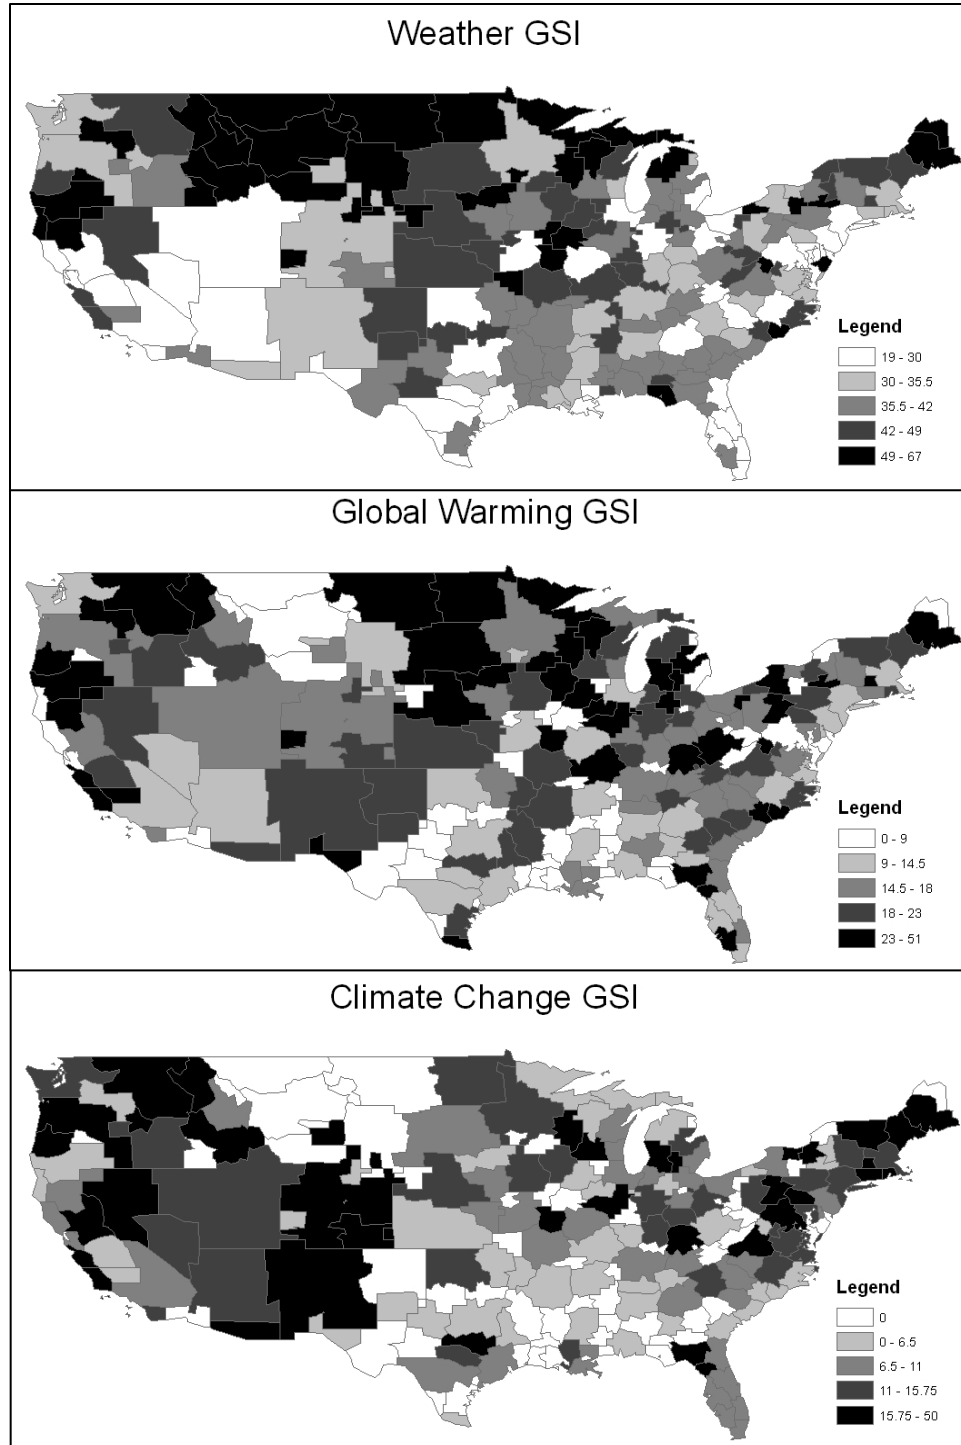 Weather GSI
Legend
19 - 30
30 - 35.5
35.5 - 42
42 - 49
49 - 67
Global Warming GSI
Legend
0 - 9
9 - 14.5
14.5 - 18
18 - 23
23 - 51
Climate Change GSI
Legend
0
0 - 6.5
6.5 - 11
11 - 15.75
15.75 - 50